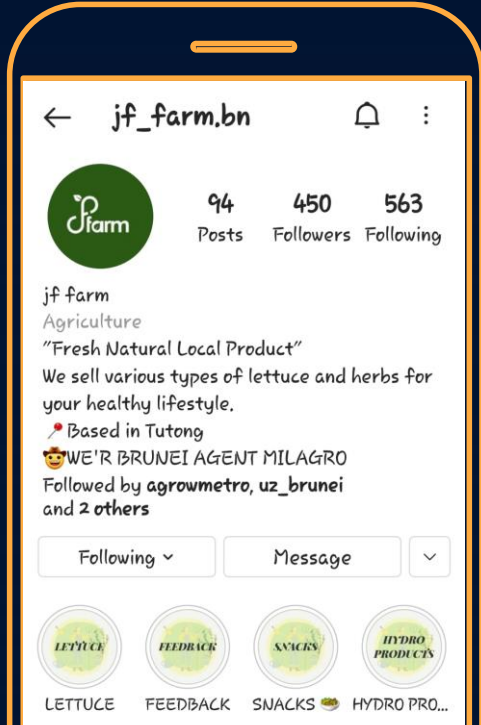 jf_farm.bn
Jffarm
94 450 563
Posts Followers Following
jf farm
Agriculture
"Fresh Natural Local Product"
We sell various types of lettuce and herbs for
your healthy lifestyle.
📍Based in Tutong
🤠WE'R BRUNEI AGENT MILAGRO
Followed by agrowmetro, uz_brunei
and 2 others
Following Message
LETTUCE FEEDBACK SNACKS HYDRO
PRODUCTS
LETTUCE FEEDBACK SNACKS 🥗 HYDRO PRO...